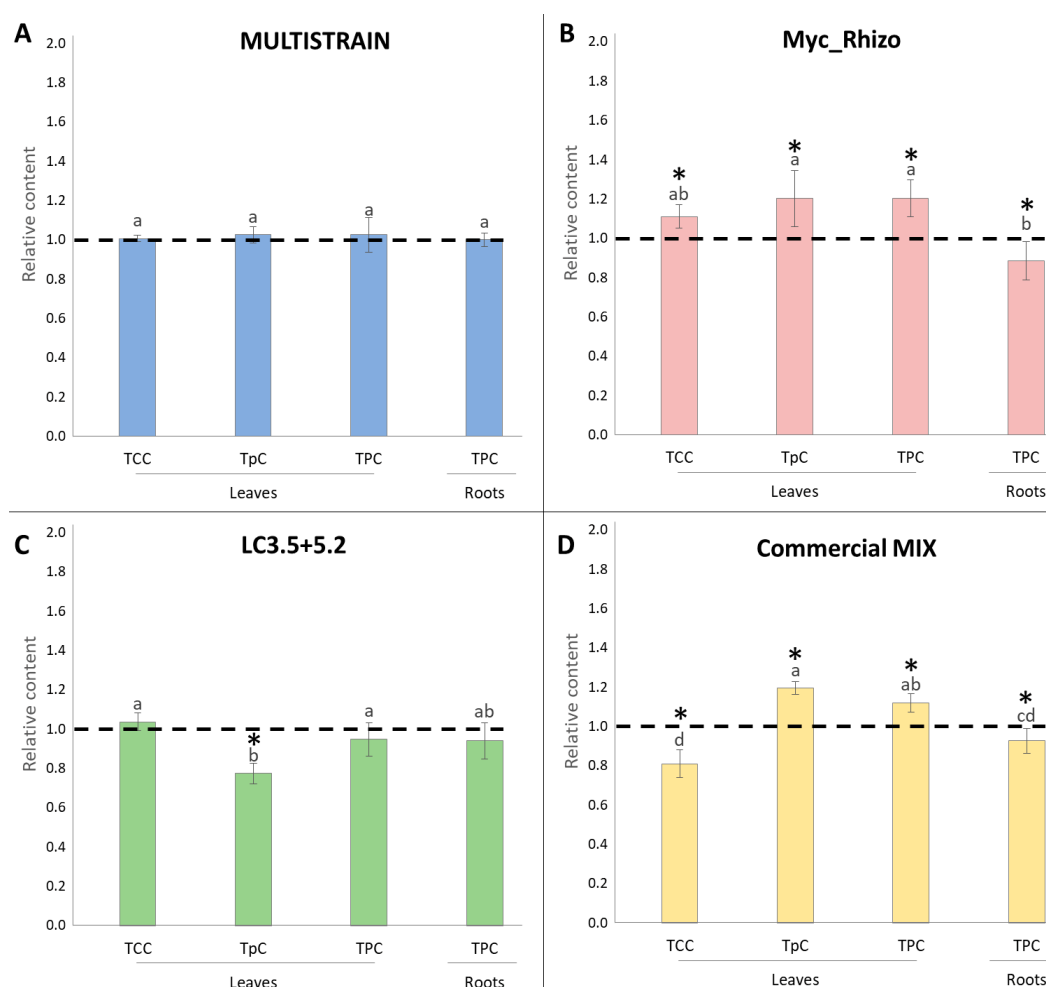 A
MULTISTRAIN
Relative content
2.0
1.8
1.6
1.4
1.2
1.0
0.8
0.6
0.4
0.2
0.0
a a a a
TCC TpC TPC TPC
Leaves Roots
B
Myc_Rhizo
Relative content
2.0
1.8
1.6
1.4
1.2
1.0
0.8
0.6
0.4
0.2
0.0
* * * *
ab a a b
TCC TpC TPC TPC
Leaves Roots
C
LC3.5+5.2
Relative content
2.0
1.8
1.6
1.4
1.2
1.0
0.8
0.6
0.4
0.2
0.0
*
a b a ab
TCC TpC TPC TPC
Leaves Roots
D
Commercial MIX
Relative content
2.0
1.8
1.6
1.4
1.2
1.0
0.8
0.6
0.4
0.2
0.0
* * * *
d a ab cd
TCC TpC TPC TPC
Leaves Roots